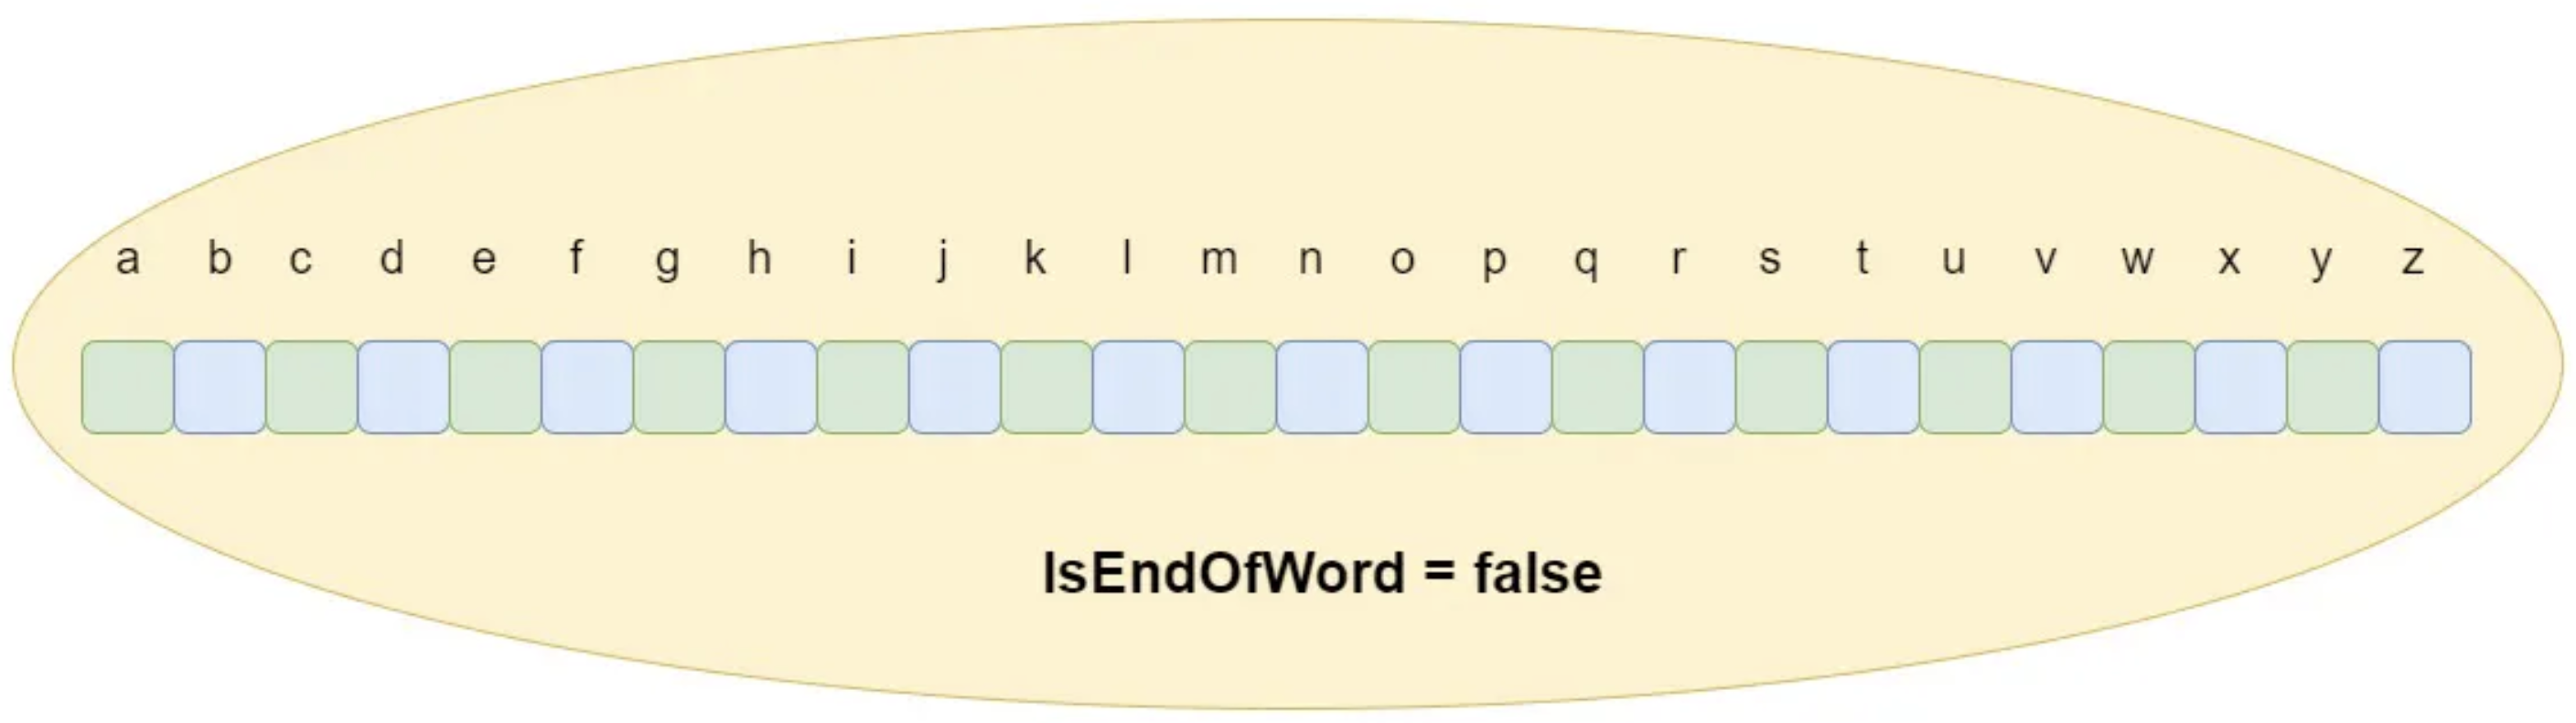 a b c d e f g h i j k l m n o p q r s t u v w x y z
IsEndOfWord = false